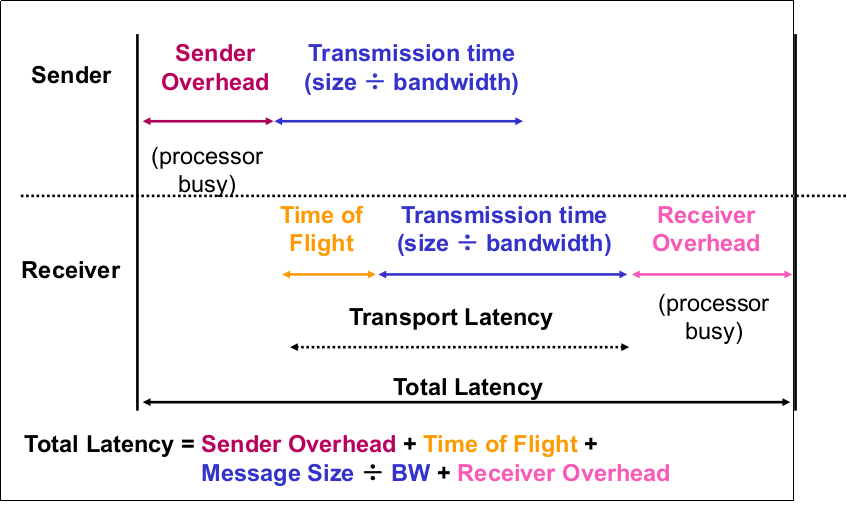 Sender
Sender
Overhead
Transmission time
(size ÷ bandwidth)
(processor
busy)
Receiver
Time of
Flight
Transmission time
(size ÷ bandwidth)
Receiver
Overhead
(processor
busy)
Transport Latency
Total Latency
Total Latency = Sender Overhead + Time of Flight +
Message Size ÷ BW + Receiver Overhead